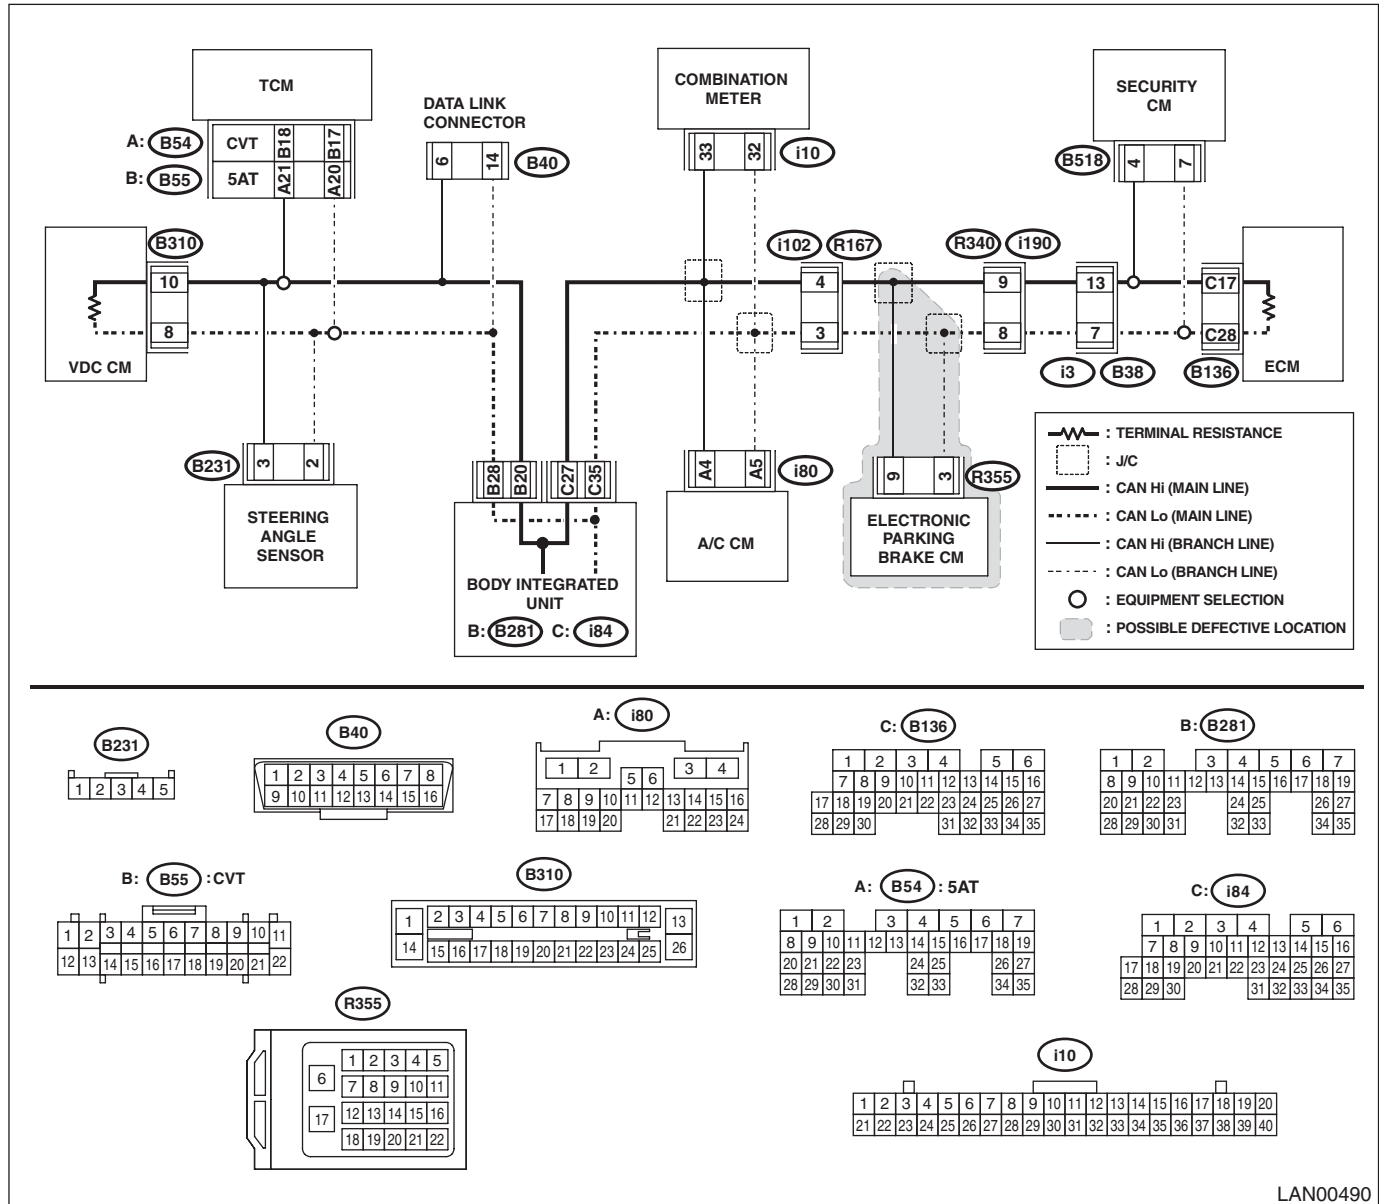 TCM
COMBINATION
METER
SECURITY
CM
DATA LINK
CONNECTOR
A: B54 CVT B18 B17
B: B55 5AT A21 A20
6 14 B40
33 32 i10
B518 4 7
B310
i102 R167
R340 i190
10 4 9 13 C17
8 3 8 7 C28
VDC CM
i3 B38 B136
ECM
B231 3 2
B28 B20 C27 C35
A4 A5 i80
9 3 R355
STEERING
ANGLE
SENSOR
BODY INTEGRATED
UNIT
B: B281 C: i84
A/C CM
ELECTRONIC
PARKING
BRAKE CM
: TERMINAL RESISTANCE
: J/C
: CAN Hi (MAIN LINE)
: CAN Lo (MAIN LINE)
: CAN Hi (BRANCH LINE)
: CAN Lo (BRANCH LINE)
: EQUIPMENT SELECTION
: POSSIBLE DEFECTIVE LOCATION
B231
1 2 3 4 5
B40
1 2 3 4 5 6 7 8
9 10 11 12 13 14 15 16
A: i80
1 2 5 6 3 4
7 8 9 10 11 12 13 14 15 16
17 18 19 20 21 22 23 24
C: B136
1 2 3 4 5 6
7 8 9 10 11 12 13 14 15 16
17 18 19 20 21 22 23 24 25 26 27
28 29 30 31 32 33 34 35
B: B281
1 2 3 4 5 6 7
8 9 10 11 12 13 14 15 16 17 18 19
20 21 22 23 24 25 26 27
28 29 30 31 32 33 34 35
B: B55 : CVT
1 2 3 4 5 6 7 8 9 10 11
12 13 14 15 16 17 18 19 20 21 22
B310
1 2 3 4 5 6 7 8 9 10 11 12 13
14 15 16 17 18 19 20 21 22 23 24 25 26
A: B54 : 5AT
1 2 3 4 5 6 7
8 9 10 11 12 13 14 15 16 17 18 19
20 21 22 23 24 25 26 27
28 29 30 31 32 33 34 35
C: i84
1 2 3 4 5 6
7 8 9 10 11 12 13 14 15 16
17 18 19 20 21 22 23 24 25 26 27
28 29 30 31 32 33 34 35
R355
1 2 3 4 5
6
7 8 9 10 11
12 13 14 15 16
17
18 19 20 21 22
i10
1 2 3 4 5 6 7 8 9 10 11 12 13 14 15 16 17 18 19 20
21 22 23 24 25 26 27 28 29 30 31 32 33 34 35 36 37 38 39 40
LAN00490